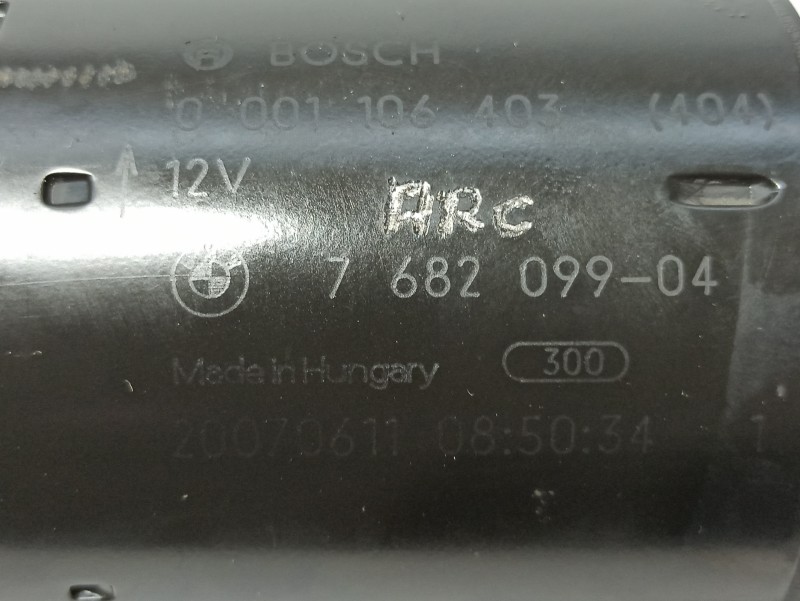 BOSCH
0 001 106 403 (404)
12V
ARC
7 682 099-04
Made in Hungary 300
20070611 08:50:34 1